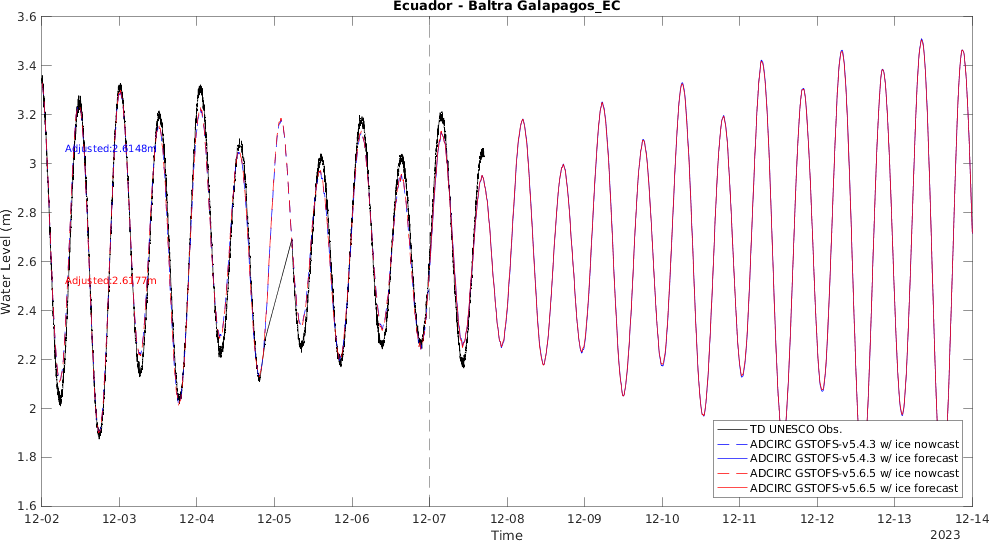 Ecuador - Baltra Galapagos_EC
3.6
3.4
3.2
3
2.8
2.6
2.4
2.2
2
1.8
1.6
Water Level (m)
Adjusted:2.6148m
Adjusted:2.6177m
TD UNESCO Obs.
ADCIRC GSTOFS-v5.4.3 w/ ice nowcast
ADCIRC GSTOFS-v5.4.3 w/ ice forecast
ADCIRC GSTOFS-v5.6.5 w/ ice nowcast
ADCIRC GSTOFS-v5.6.5 w/ ice forecast
12-02 12-03 12-04 12-05 12-06 12-07 12-08 12-09 12-10 12-11 12-12 12-13 12-14
Time
2023